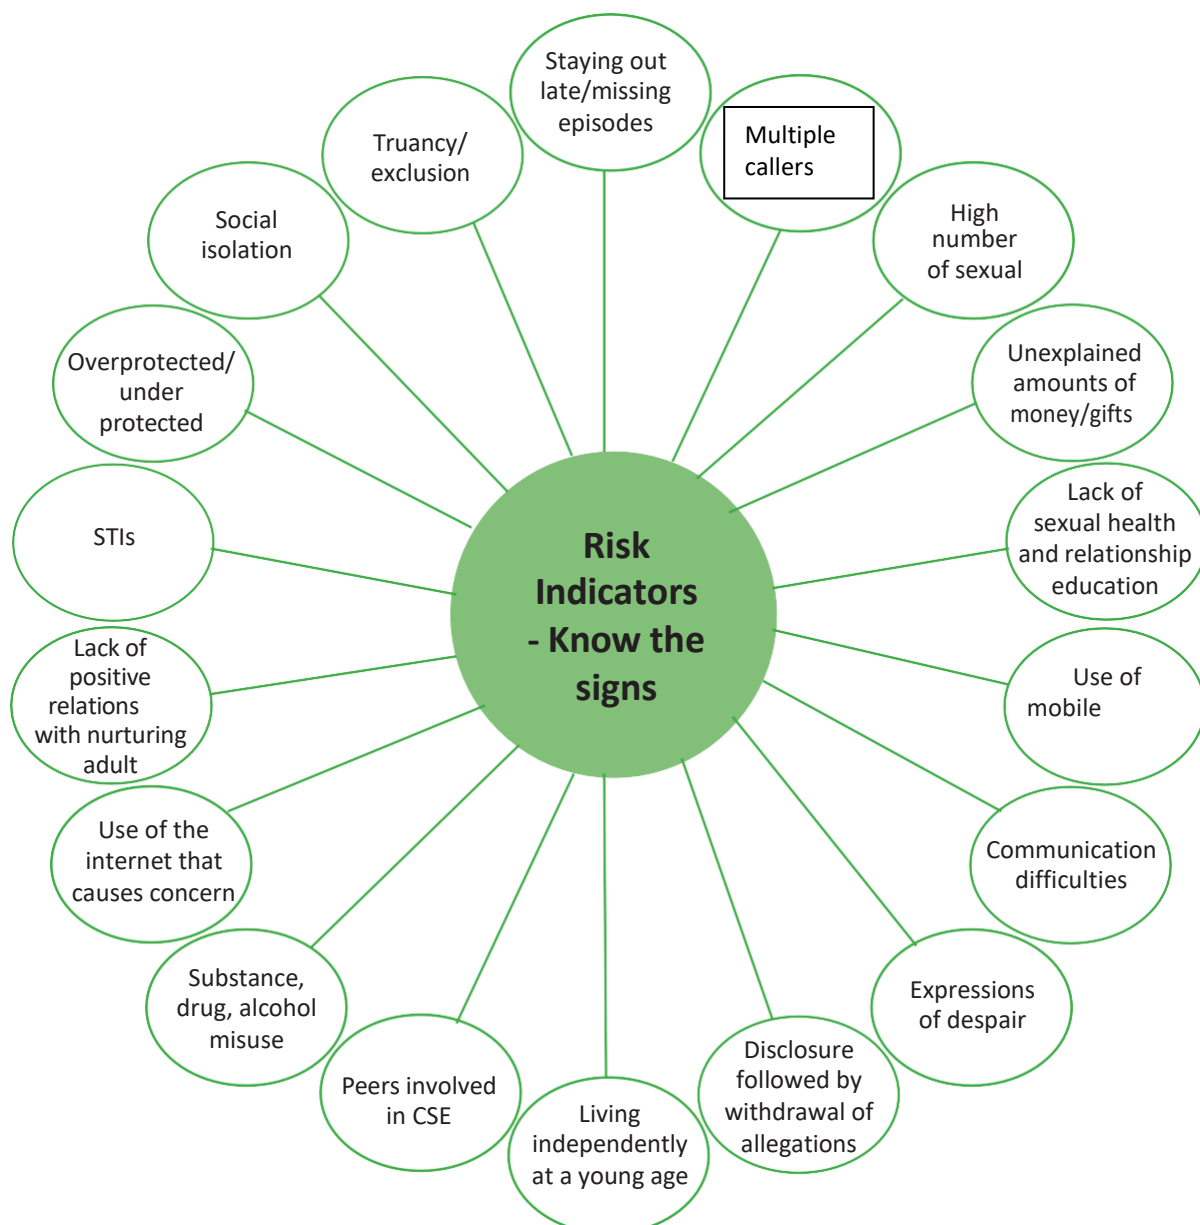 Staying out
late/missing
episodes
Multiple
callers
High
number
of sexual
Unexplained
amounts of
money/gifts
Lack of
sexual health
and relationship
education
Use of
mobile
Communication
difficulties
Expressions
of despair
Disclosure
followed by
withdrawal of
allegations
Living
independently
at a young age
Peers involved
in CSE
Substance,
drug, alcohol
misuse
Use of the
internet that
causes concern
Lack of
positive
relations
with nurturing
adult
STIs
Overprotected/
under
protected
Social
isolation
Truancy/
exclusion
Risk
Indicators
- Know the
signs